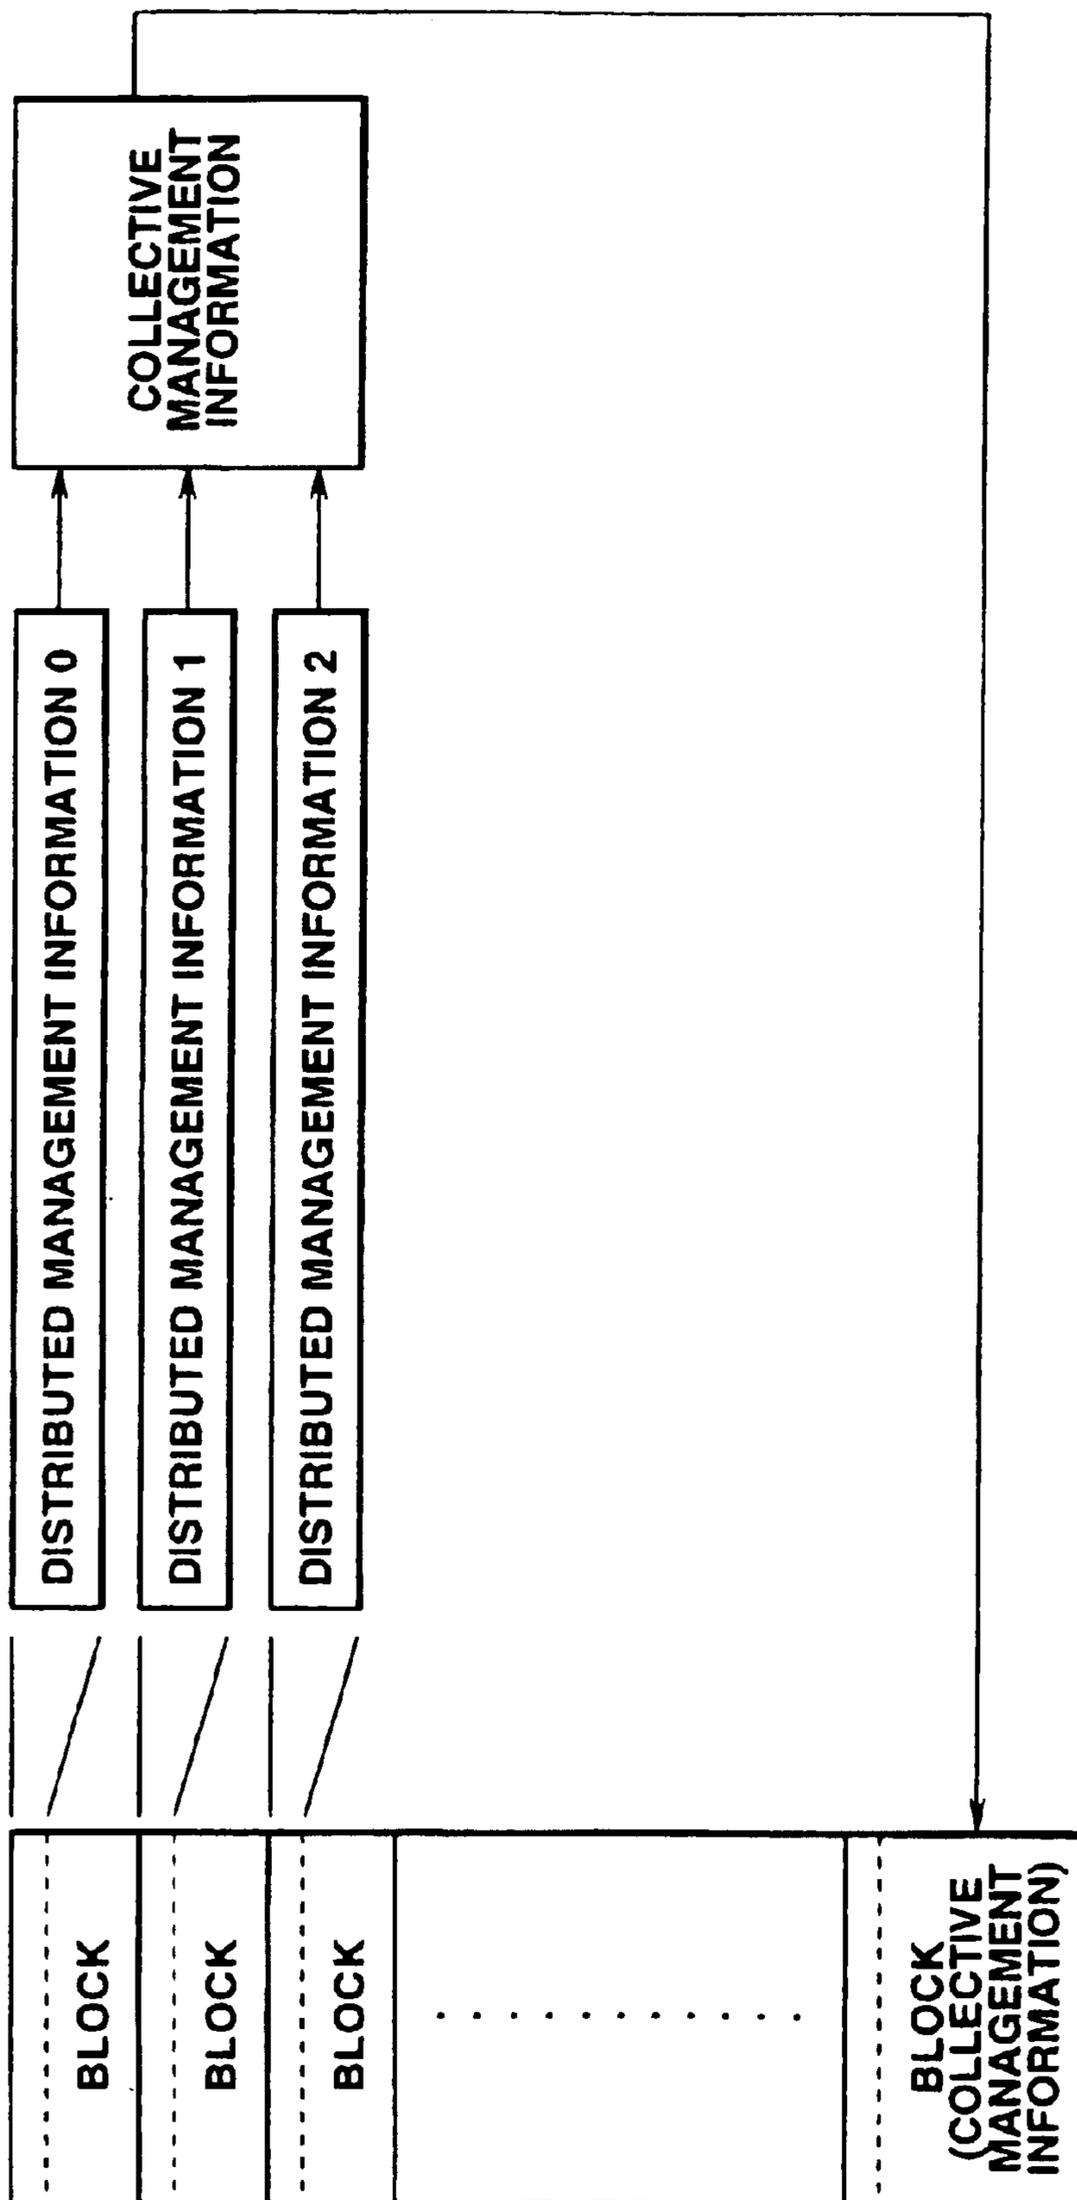 BLOCK
BLOCK
BLOCK
BLOCK
(COLLECTIVE
MANAGEMENT
INFORMATION)
DISTRIBUTED MANAGEMENT INFORMATION 0
DISTRIBUTED MANAGEMENT INFORMATION 1
DISTRIBUTED MANAGEMENT INFORMATION 2
COLLECTIVE
MANAGEMENT
INFORMATION